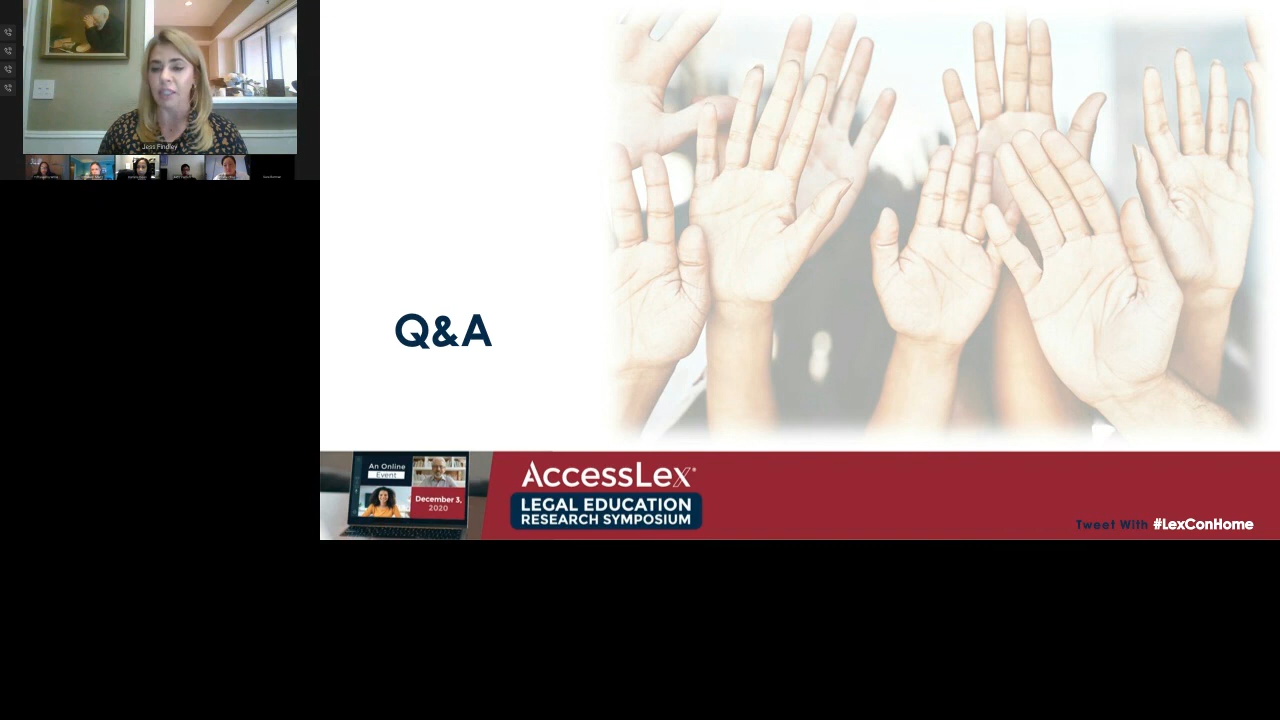 Jess Findley
Q&A
An Online
Event
December 3,
2020
ACCESSLEX®
LEGAL EDUCATION
RESEARCH SYMPOSIUM
Tweet With #LexConHome